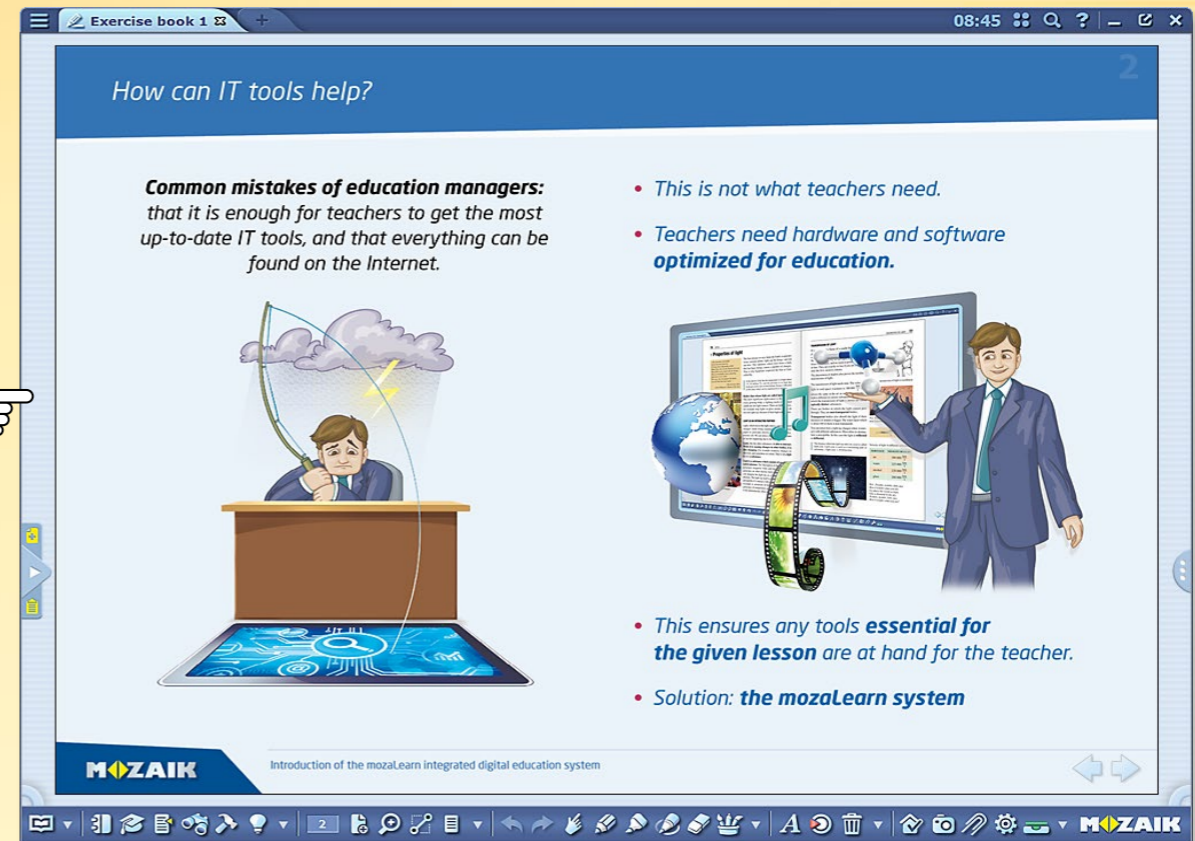 Exercise book 1
08:45
2
How can IT tools help?
Common mistakes of education managers:
that it is enough for teachers to get the most
up-to-date IT tools, and that everything can be
found on the Internet.
• This is not what teachers need.
• Teachers need hardware and software
optimized for education.
• Properties of light
• This ensures any tools essential for
the given lesson are at hand for the teacher.
• Solution: the mozaLearn system
MOZAIK
Introduction of the mozaLearn integrated digital education system
2
A
MOZAIK